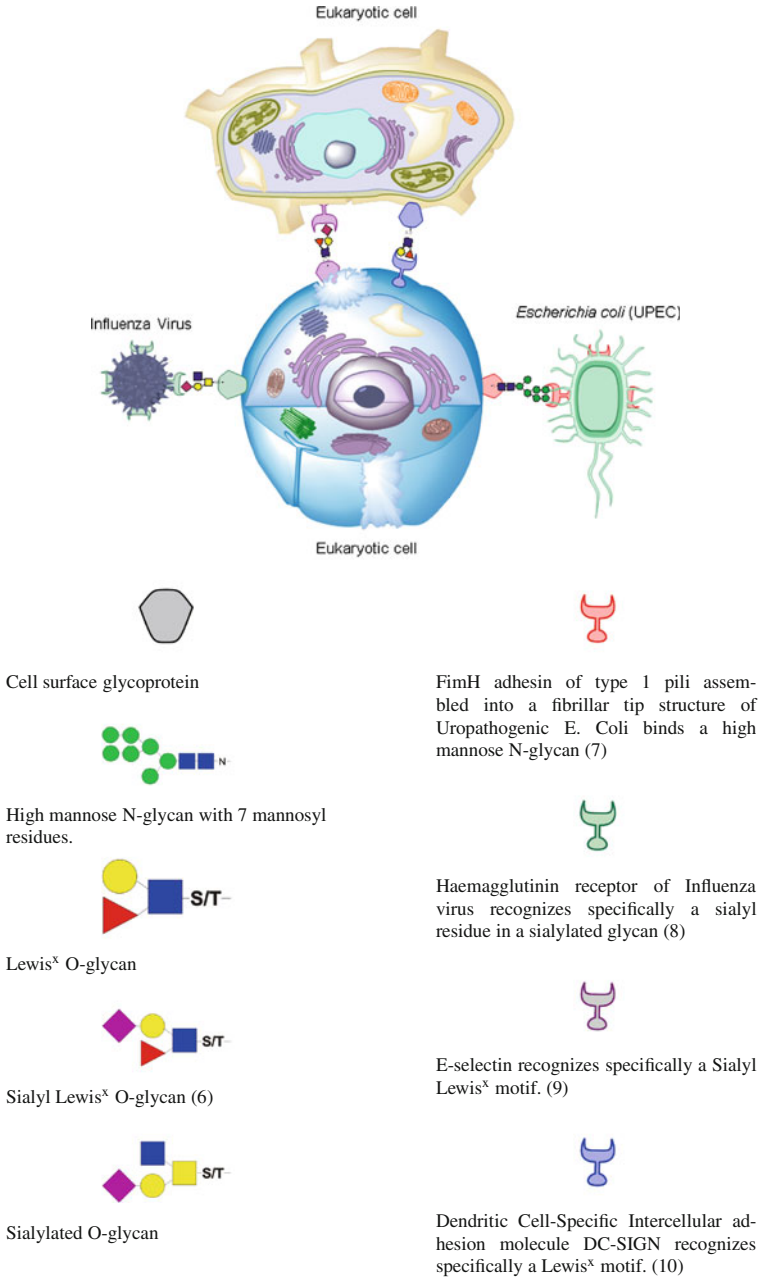 Eukaryotic cell
Influenza Virus
Escherichia coli (UPEC)
Eukaryotic cell
Cell surface glycoprotein
N
High mannose N-glycan with 7 mannosyl
residues.
S/T
Lewisx O-glycan
S/T
Sialyl Lewisx O-glycan (6)
S/T
Sialylated O-glycan
FimH adhesin of type 1 pili assem-
bled into a fibrillar tip structure of
Uropathogenic E. Coli binds a high
mannose N-glycan (7)
Haemagglutinin receptor of Influenza
virus recognizes specifically a sialyl
residue in a sialylated glycan (8)
E-selectin recognizes specifically a Sialyl
Lewisx motif. (9)
Dendritic Cell-Specific Intercellular ad-
hesion molecule DC-SIGN recognizes
specifically a Lewisx motif. (10)